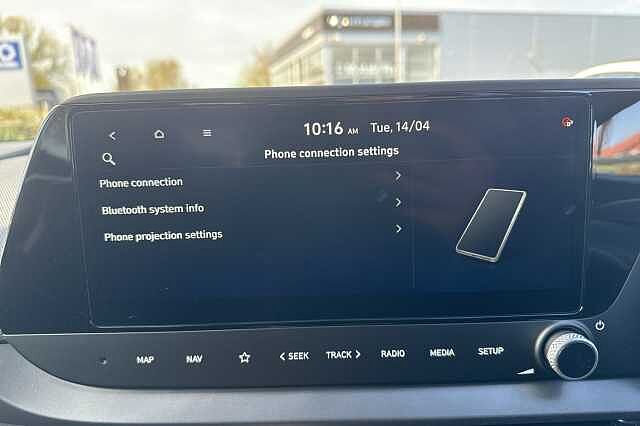 10:16 AM Tue, 14/04
Phone connection settings
Phone connection
Bluetooth system info
Phone projection settings
MAP NAV SEEK TRACK RADIO MEDIA SETUP